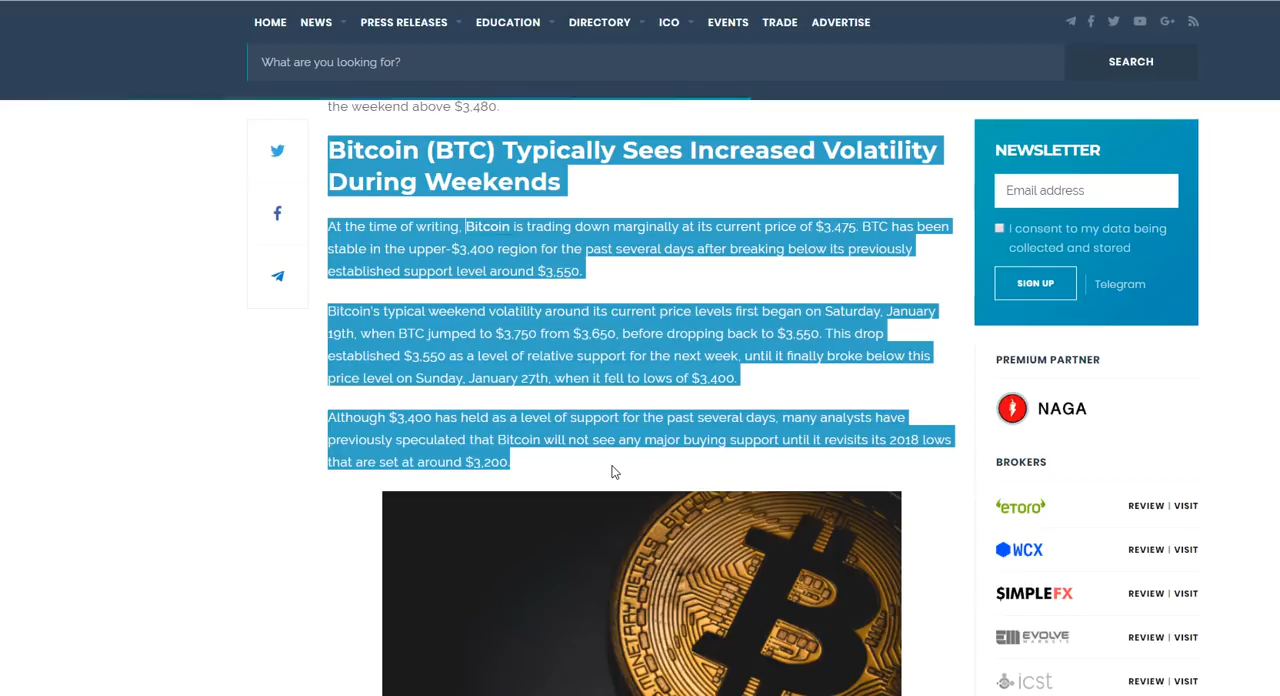 HOME NEWS PRESS RELEASES EDUCATION DIRECTORY ICO EVENTS TRADE ADVERTISE
What are you looking for?
SEARCH
the weekend above $3,480.
Bitcoin (BTC) Typically Sees Increased Volatility
During Weekends
At the time of writing, Bitcoin is trading down marginally at its current price of $3,475. BTC has been
stable in the upper-$3,400 region for the past several days after breaking below its previously
established support level around $3,550.
Bitcoin's typical weekend volatility around its current price levels first began on Saturday, January
19th, when BTC jumped to $3,750 from $3,650, before dropping back to $3,550. This drop
established $3,550 as a level of relative support for the next week, until it finally broke below this
price level on Sunday, January 27th, when it fell to lows of $3,400.
Although $3,400 has held as a level of support for the past several days, many analysts have
previously speculated that Bitcoin will not see any major buying support until it revisits its 2018 lows
that are set at around $3,200.
MONETARY METALS
NEWSLETTER
Email address
I consent to my data being
collected and stored
SIGN UP
Telegram
PREMIUM PARTNER
NAGA
BROKERS
eToro REVIEW | VISIT
WCX REVIEW | VISIT
$IMPLEFX REVIEW | VISIT
EVOLVE MARKETS REVIEW | VISIT
icst REVIEW | VISIT